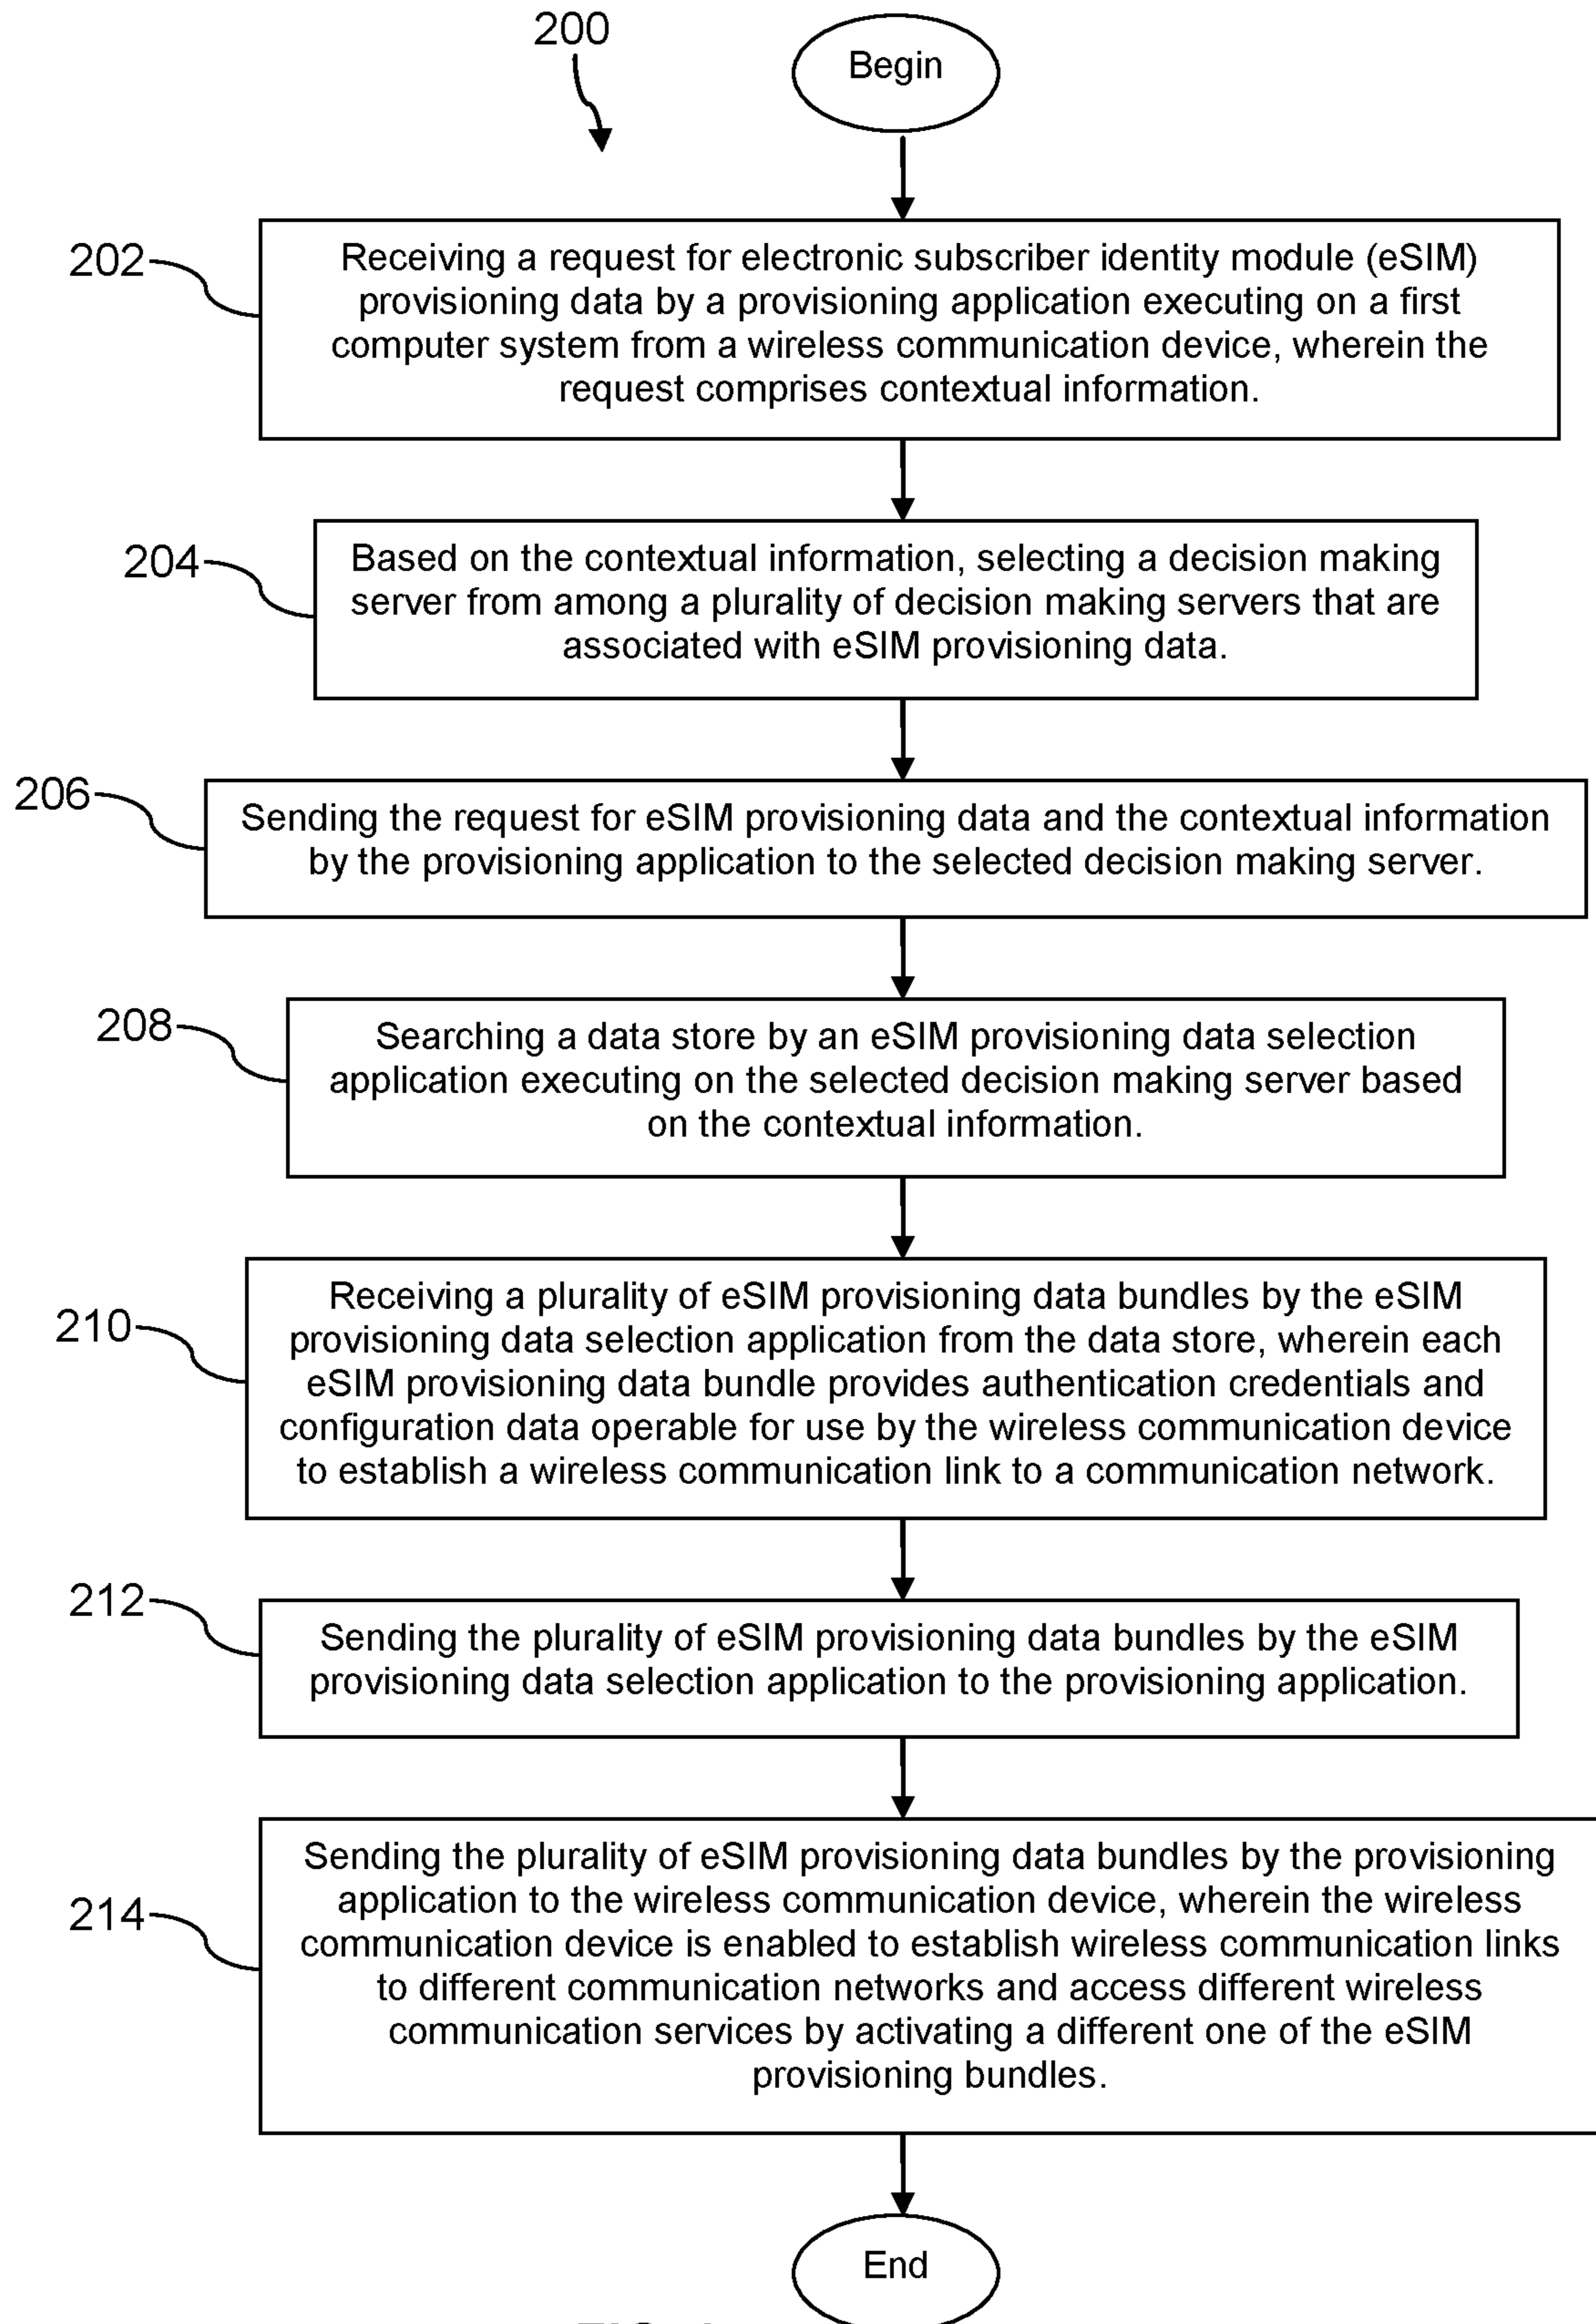 200
Begin
202
Receiving a request for electronic subscriber identity module (eSIM)
provisioning data by a provisioning application executing on a first
computer system from a wireless communication device, wherein the
request comprises contextual information.
204
Based on the contextual information, selecting a decision making
server from among a plurality of decision making servers that are
associated with eSIM provisioning data.
206
Sending the request for eSIM provisioning data and the contextual information
by the provisioning application to the selected decision making server.
208
Searching a data store by an eSIM provisioning data selection
application executing on the selected decision making server based
on the contextual information.
210
Receiving a plurality of eSIM provisioning data bundles by the eSIM
provisioning data selection application from the data store, wherein each
eSIM provisioning data bundle provides authentication credentials and
configuration data operable for use by the wireless communication device
to establish a wireless communication link to a communication network.
212
Sending the plurality of eSIM provisioning data bundles by the eSIM
provisioning data selection application to the provisioning application.
214
Sending the plurality of eSIM provisioning data bundles by the provisioning
application to the wireless communication device, wherein the wireless
communication device is enabled to establish wireless communication links
to different communication networks and access different wireless
communication services by activating a different one of the eSIM
provisioning bundles.
End